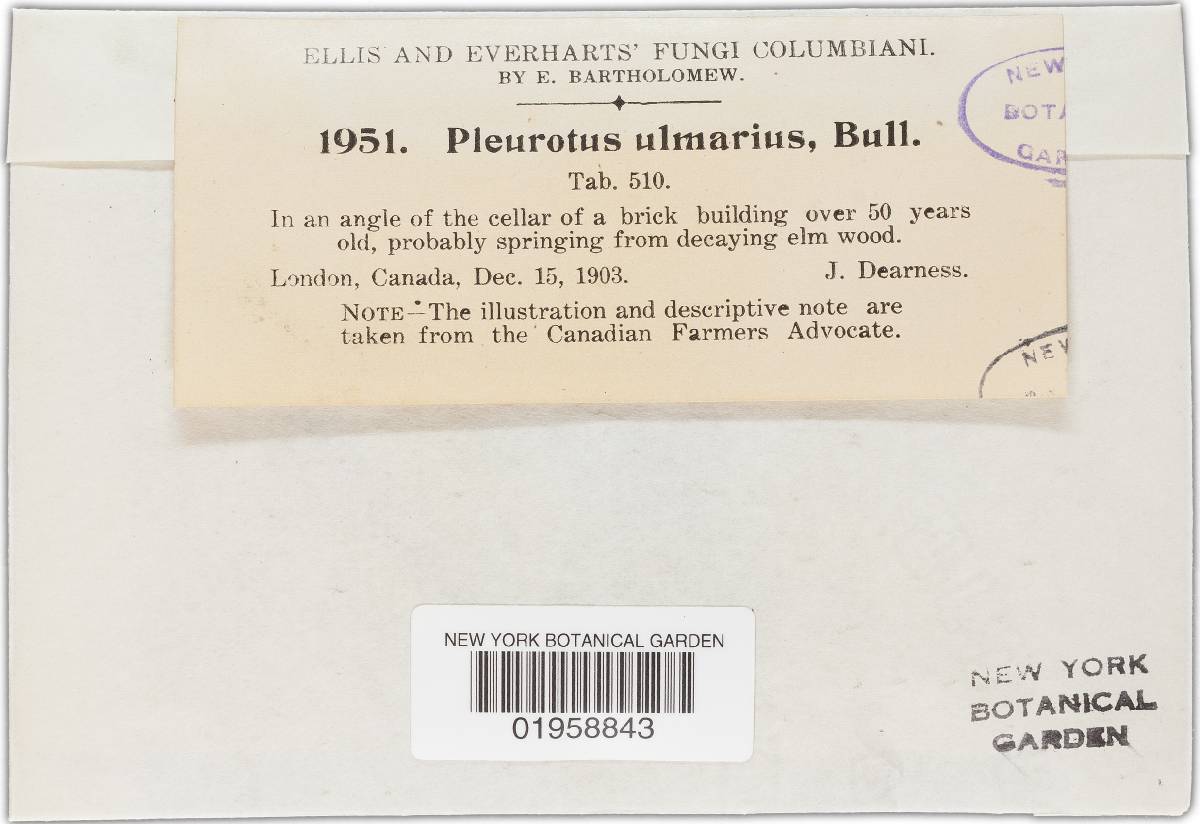 ELLIS AND EVERHARTS' FUNGI COLUMBIANI.
BY E. BARTHOLOMEW.
1951. Pleurotus ulmarius, Bull.
Tab. 510.
In an angle of the cellar of a brick building over 50 years
old, probably springing from decaying elm wood.
London, Canada, Dec. 15, 1903. J. Dearness.
NOTE—The illustration and descriptive note are
taken from the Canadian Farmers Advocate.
NEW
BOTA
GAR
NEW
NEW YORK BOTANICAL GARDEN
01958843
NEW YORK
BOTANICAL
GARDEN